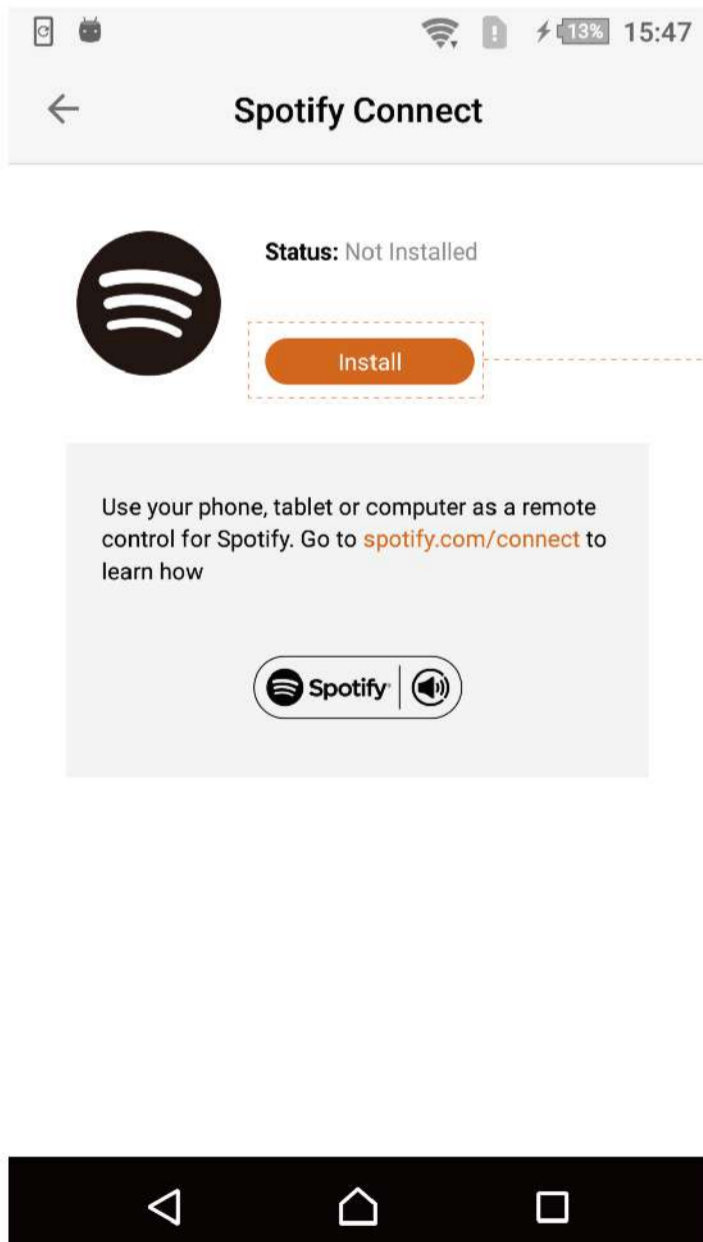 13% 15:47
Spotify Connect
Status: Not Installed
Install
Use your phone, tablet or computer as a remote
control for Spotify. Go to spotify.com/connect to
learn how
Spotify